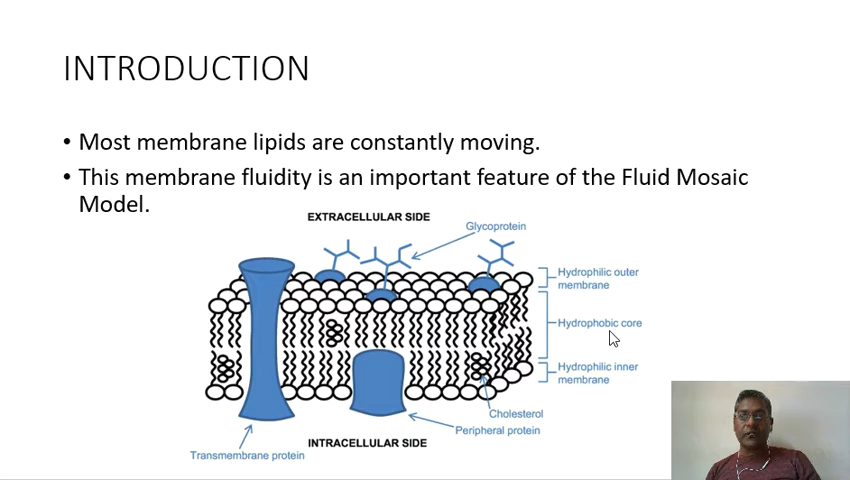 INTRODUCTION
• Most membrane lipids are constantly moving.
• This membrane fluidity is an important feature of the Fluid Mosaic
Model.
EXTRACELLULAR SIDE
Glycoprotein
Hydrophilic outer
membrane
Hydrophobic core
Hydrophilic inner
membrane
Cholesterol
Peripheral protein
INTRACELLULAR SIDE
Transmembrane protein